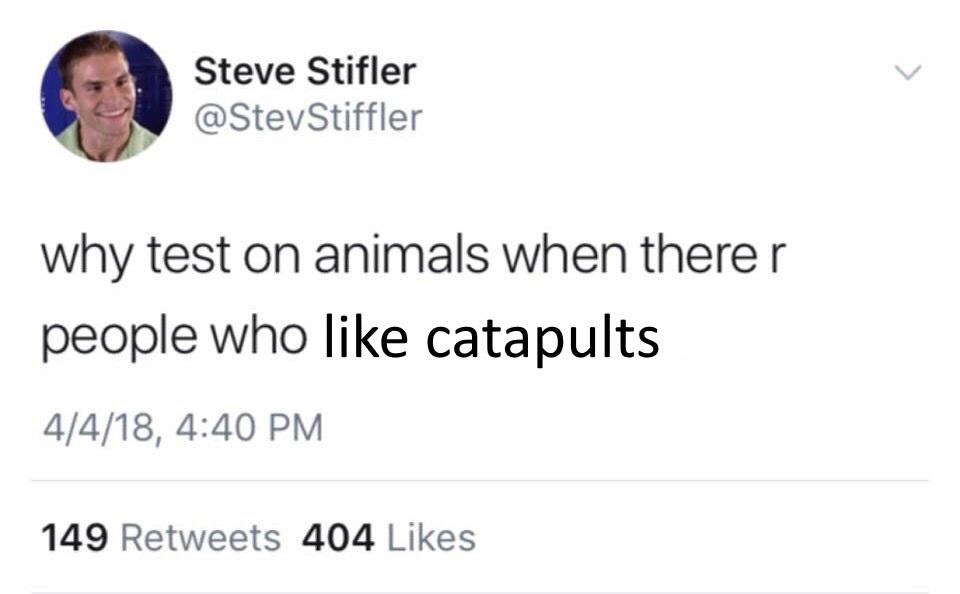 Steve Stifler
@StevStiffler
why test on animals when there r
people who like catapults
4/4/18, 4:40 PM
149 Retweets 404 Likes